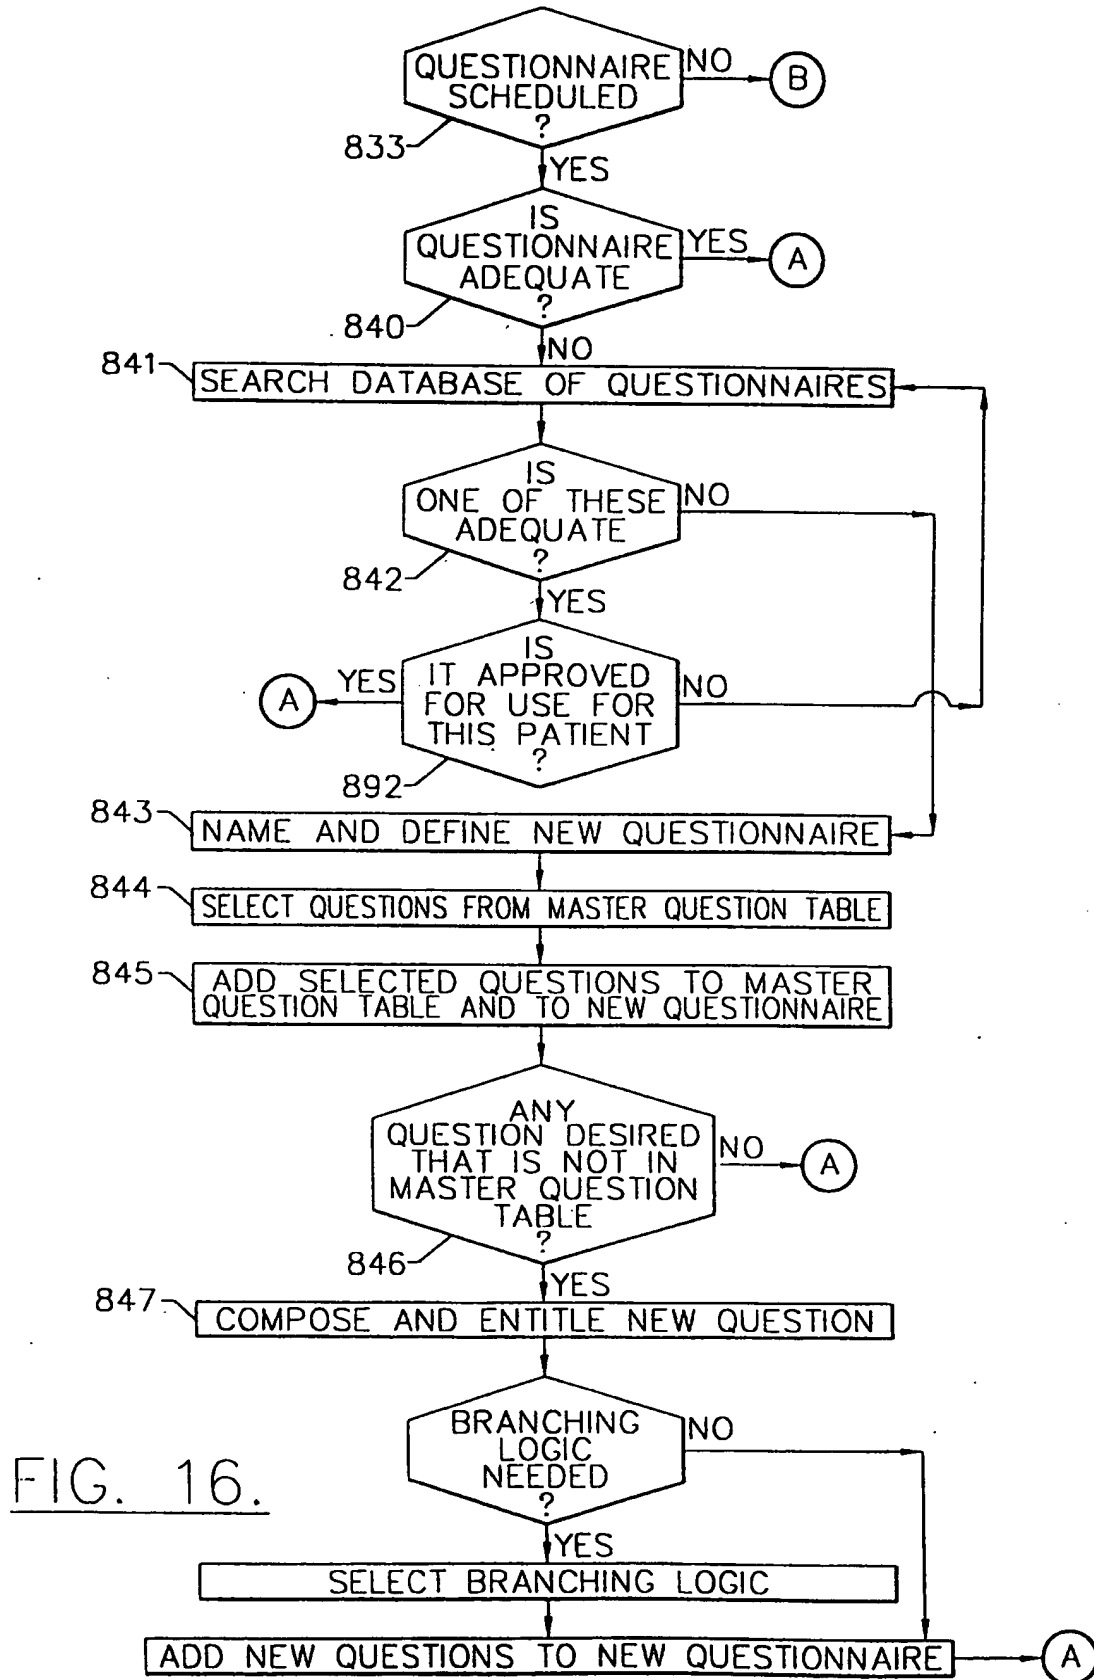 QUESTIONNAIRE
SCHEDULED
?
NO
B
833
YES
IS
QUESTIONNAIRE
ADEQUATE
?
YES
A
840
NO
841
SEARCH DATABASE OF QUESTIONNAIRES
IS
ONE OF THESE
ADEQUATE
?
NO
842
YES
IS
IT APPROVED
FOR USE FOR
THIS PATIENT
?
YES
A
NO
892
843
NAME AND DEFINE NEW QUESTIONNAIRE
844
SELECT QUESTIONS FROM MASTER QUESTION TABLE
845
ADD SELECTED QUESTIONS TO MASTER
QUESTION TABLE AND TO NEW QUESTIONNAIRE
ANY
QUESTION DESIRED
THAT IS NOT IN
MASTER QUESTION
TABLE
?
NO
A
846
YES
847
COMPOSE AND ENTITLE NEW QUESTION
BRANCHING
LOGIC
NEEDED
?
NO
FIG. 16.
YES
SELECT BRANCHING LOGIC
ADD NEW QUESTIONS TO NEW QUESTIONNAIRE
A